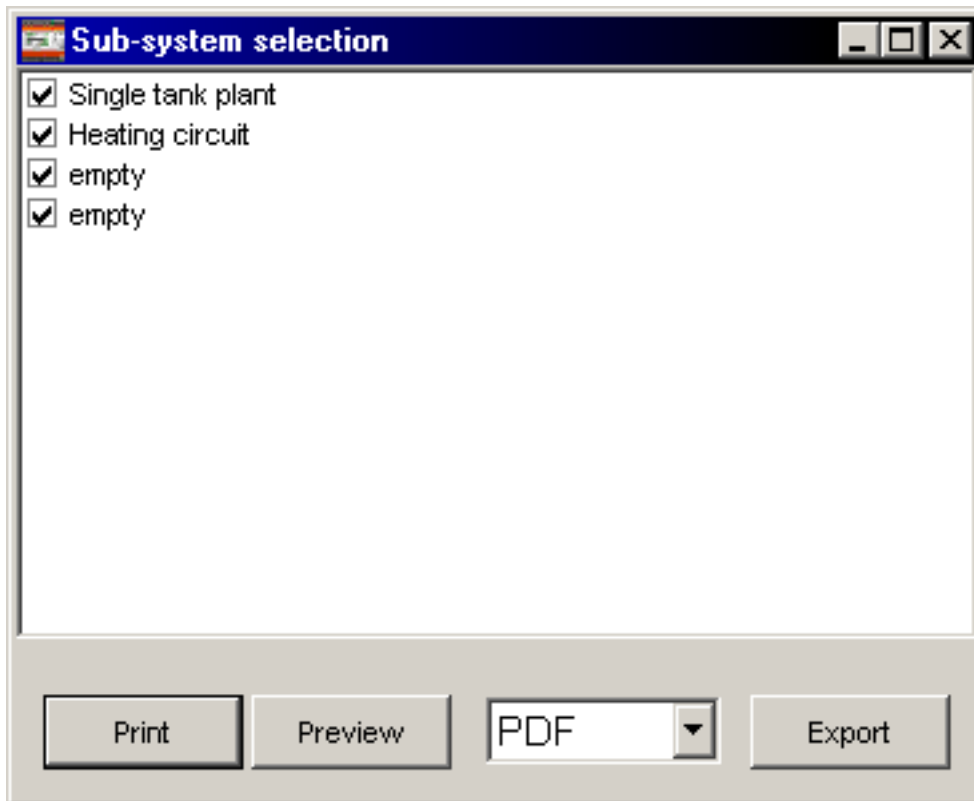 Sub-system selection
Single tank plant
Heating circuit
empty
empty
Print Preview PDF Export